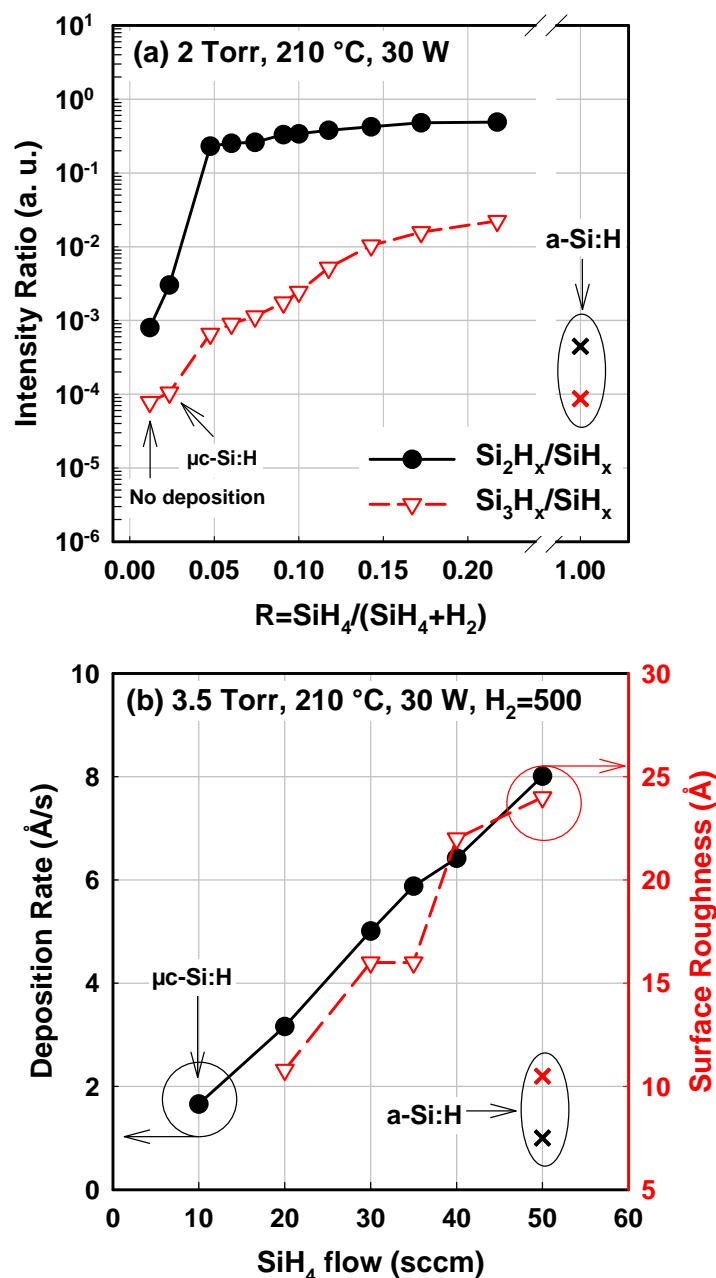 (a) 2 Torr, 210 °C, 30 W
Intensity Ratio (a. u.)
10¹
10⁰
10⁻¹
10⁻²
10⁻³
10⁻⁴
10⁻⁵
10⁻⁶
a-Si:H
µc-Si:H
No deposition
Si₂Hₓ/SiHₓ
Si₃Hₓ/SiHₓ
0.00 0.05 0.10 0.15 0.20 1.00
R=SiH₄/(SiH₄+H₂)
(b) 3.5 Torr, 210 °C, 30 W, H₂=500
Deposition Rate (Å/s)
10
8
6
4
2
0
µc-Si:H
a-Si:H
30
25
20
15
10
5
Surface Roughness (Å)
0 10 20 30 40 50 60
SiH₄ flow (sccm)